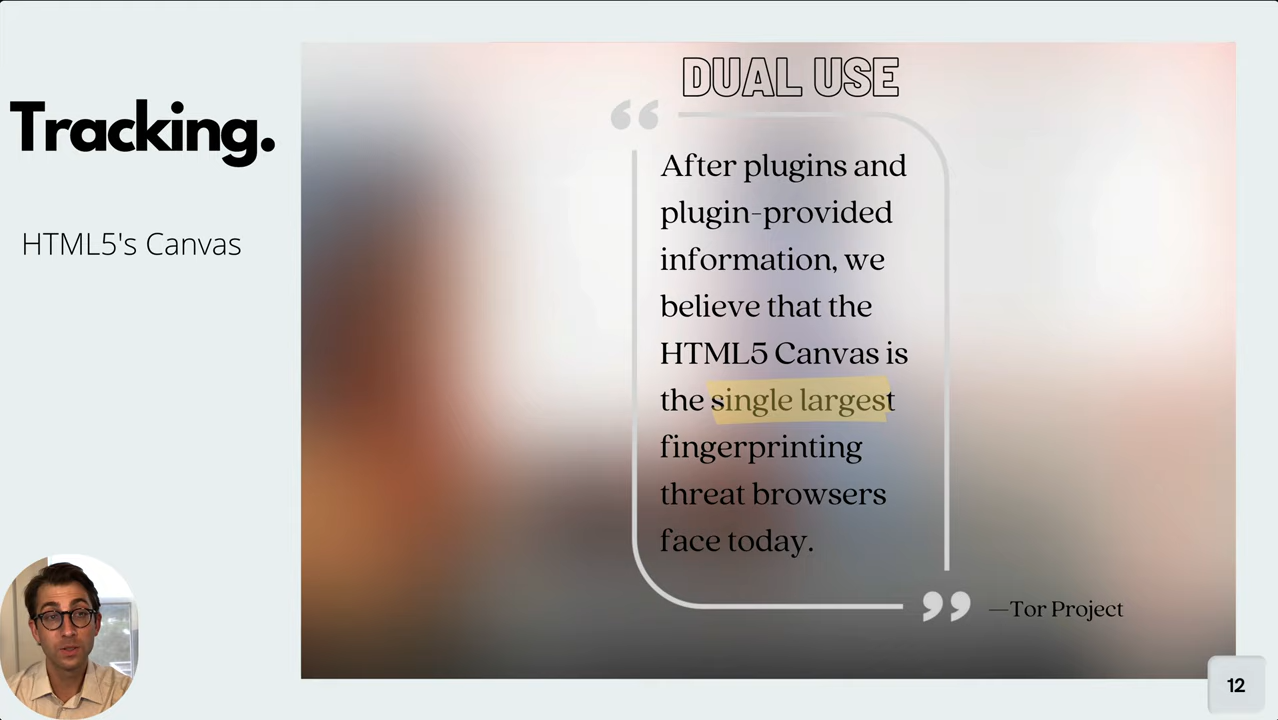 Tracking.
HTML5's Canvas
DUAL USE
“
After plugins and
plugin-provided
information, we
believe that the
HTML5 Canvas is
the single largest
fingerprinting
threat browsers
face today.
”
—Tor Project
12